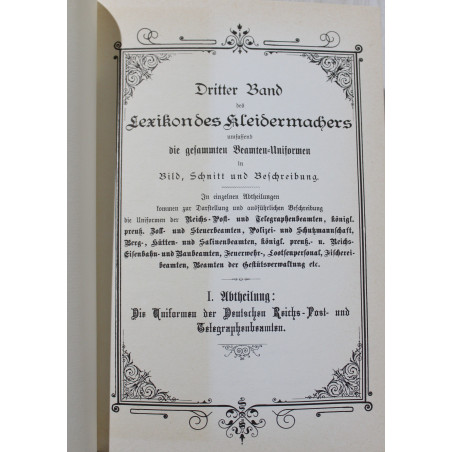 Dritter Band
des
Lexikon des Kleidermachers
umfassend
die gesammten Beamten-Uniformen
in
Bild, Schnitt und Beschreibung.
In einzelnen Abtheilungen
kommen zur Darstellung und ausführlichen Beschreibung
die Uniformen der Reichs-Post- und Telegraphenbeamten, königl.
preuß. Zoll- und Steuerbeamten, Polizei- und Schutzmannschaft,
Berg-, Hütten- und Salinenbeamten, königl. preuß.- u. Reichs-
Eisenbahn- und Baubeamten, Feuerwehr-, Lootsenpersonal, Fischerei-
beamten, Beamten der Gestütsverwaltung etc.
I. Abtheilung:
Die Uniformen der Deutschen Reichs-Post- und
Telegraphenbeamten.